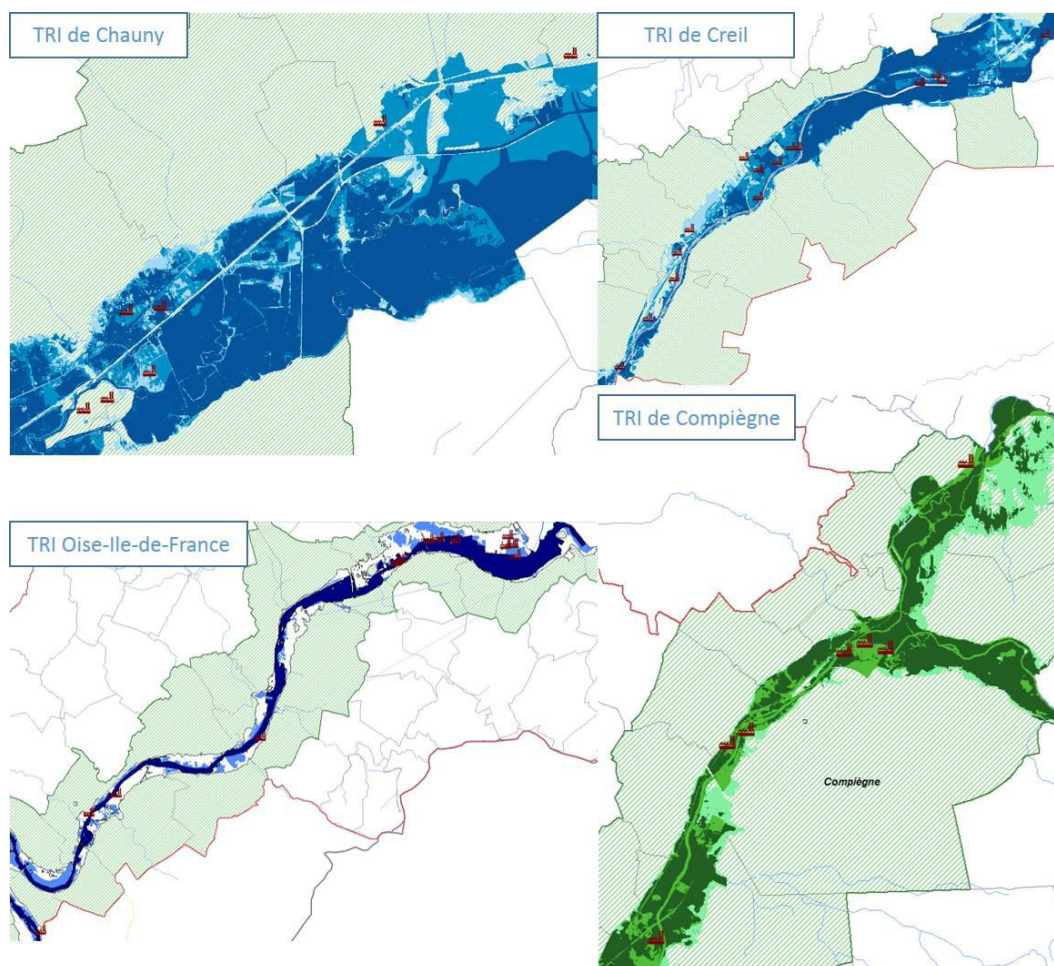 TRI de Chauny
TRI de Creil
TRI de Compiègne
TRI Oise-Ile-de-France
Compiègne